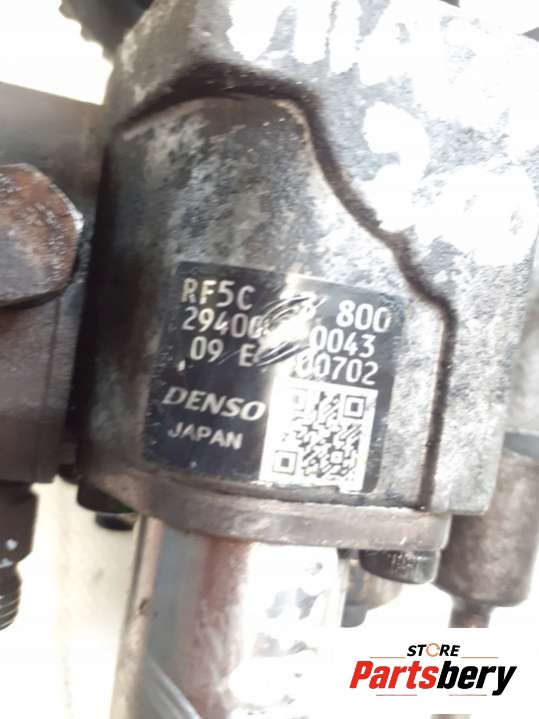 RF5C 800
29400 0043
09 E 00702
DENSO
JAPAN
STORE
Partsbery